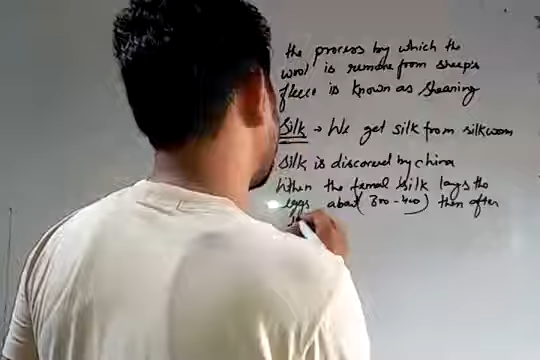 the process by which the
wool is remove from sheep's
fleece is known as Shearing
Silk → We get silk from silkworm
Silk is discovred by china
When the femal silk lays the
eggs about (300-400) then after